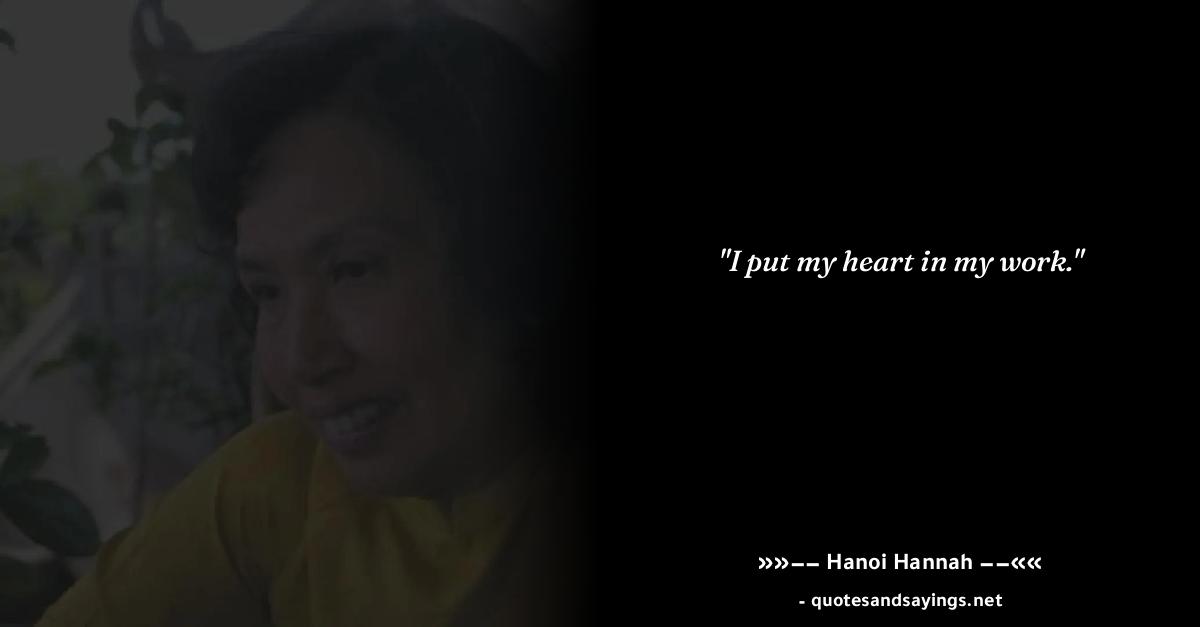 "I put my heart in my work."
»»–– Hanoi Hannah ––««
- quotesandsayings.net